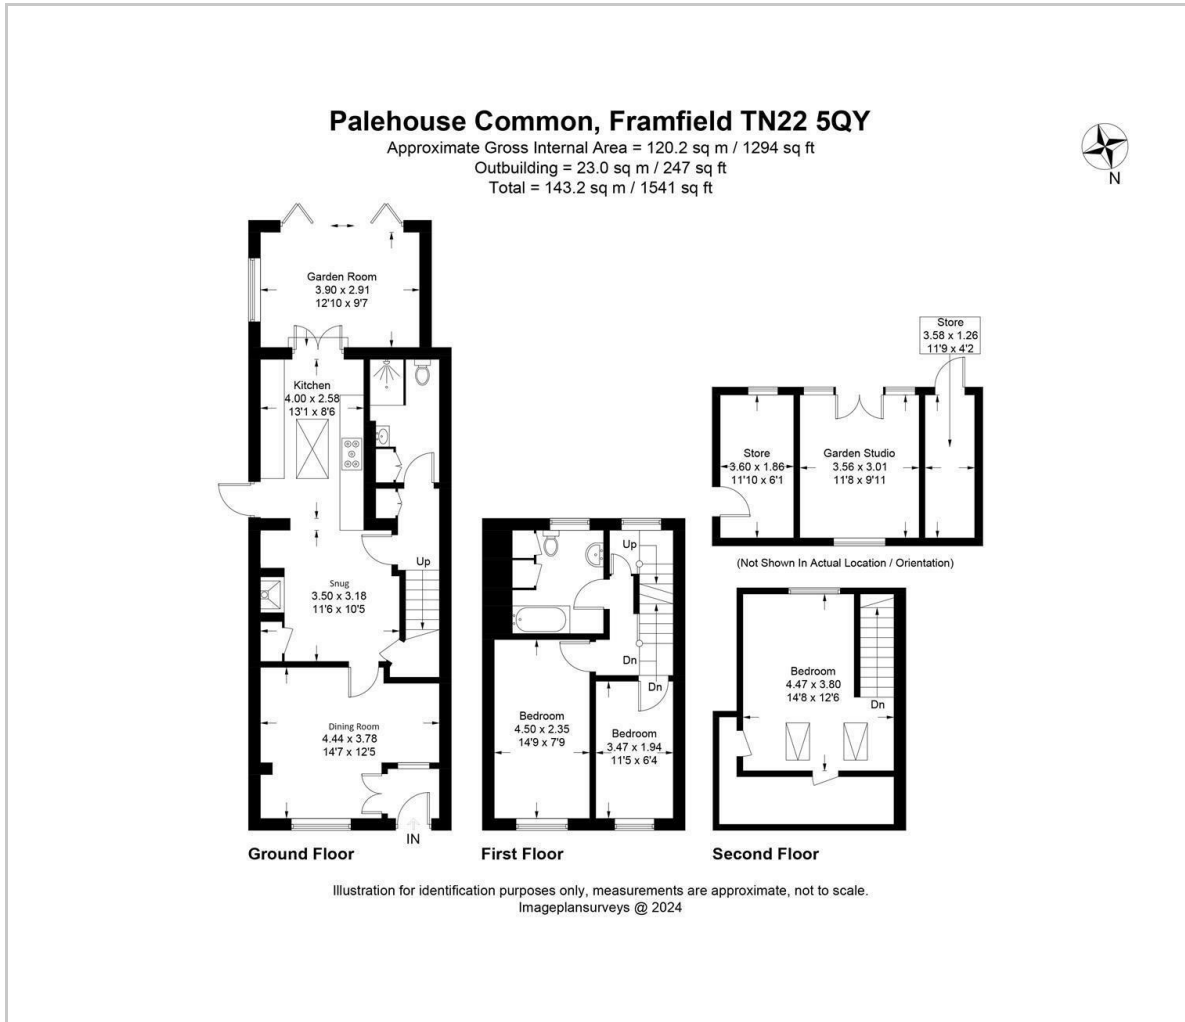 Palehouse Common, Framfield TN22 5QY
Approximate Gross Internal Area = 120.2 sq m / 1294 sq ft
Outbuilding = 23.0 sq m / 247 sq ft
Total = 143.2 sq m / 1541 sq ft
N
Garden Room
3.90 x 2.91
12'10 x 9'7
Kitchen
4.00 x 2.58
13'1 x 8'6
Up
Snug
3.50 x 3.18
11'6 x 10'5
Dining Room
4.44 x 3.78
14'7 x 12'5
IN
Ground Floor
Up
Dn
Dn
Bedroom
4.50 x 2.35
14'9 x 7'9
Bedroom
3.47 x 1.94
11'5 x 6'4
First Floor
Store
3.58 x 1.26
11'9 x 4'2
Store
3.60 x 1.86
11'10 x 6'1
Garden Studio
3.56 x 3.01
11'8 x 9'11
(Not Shown In Actual Location / Orientation)
Bedroom
4.47 x 3.80
14'8 x 12'6
Dn
Second Floor
Illustration for identification purposes only, measurements are approximate, not to scale.
Imageplansurveys @ 2024